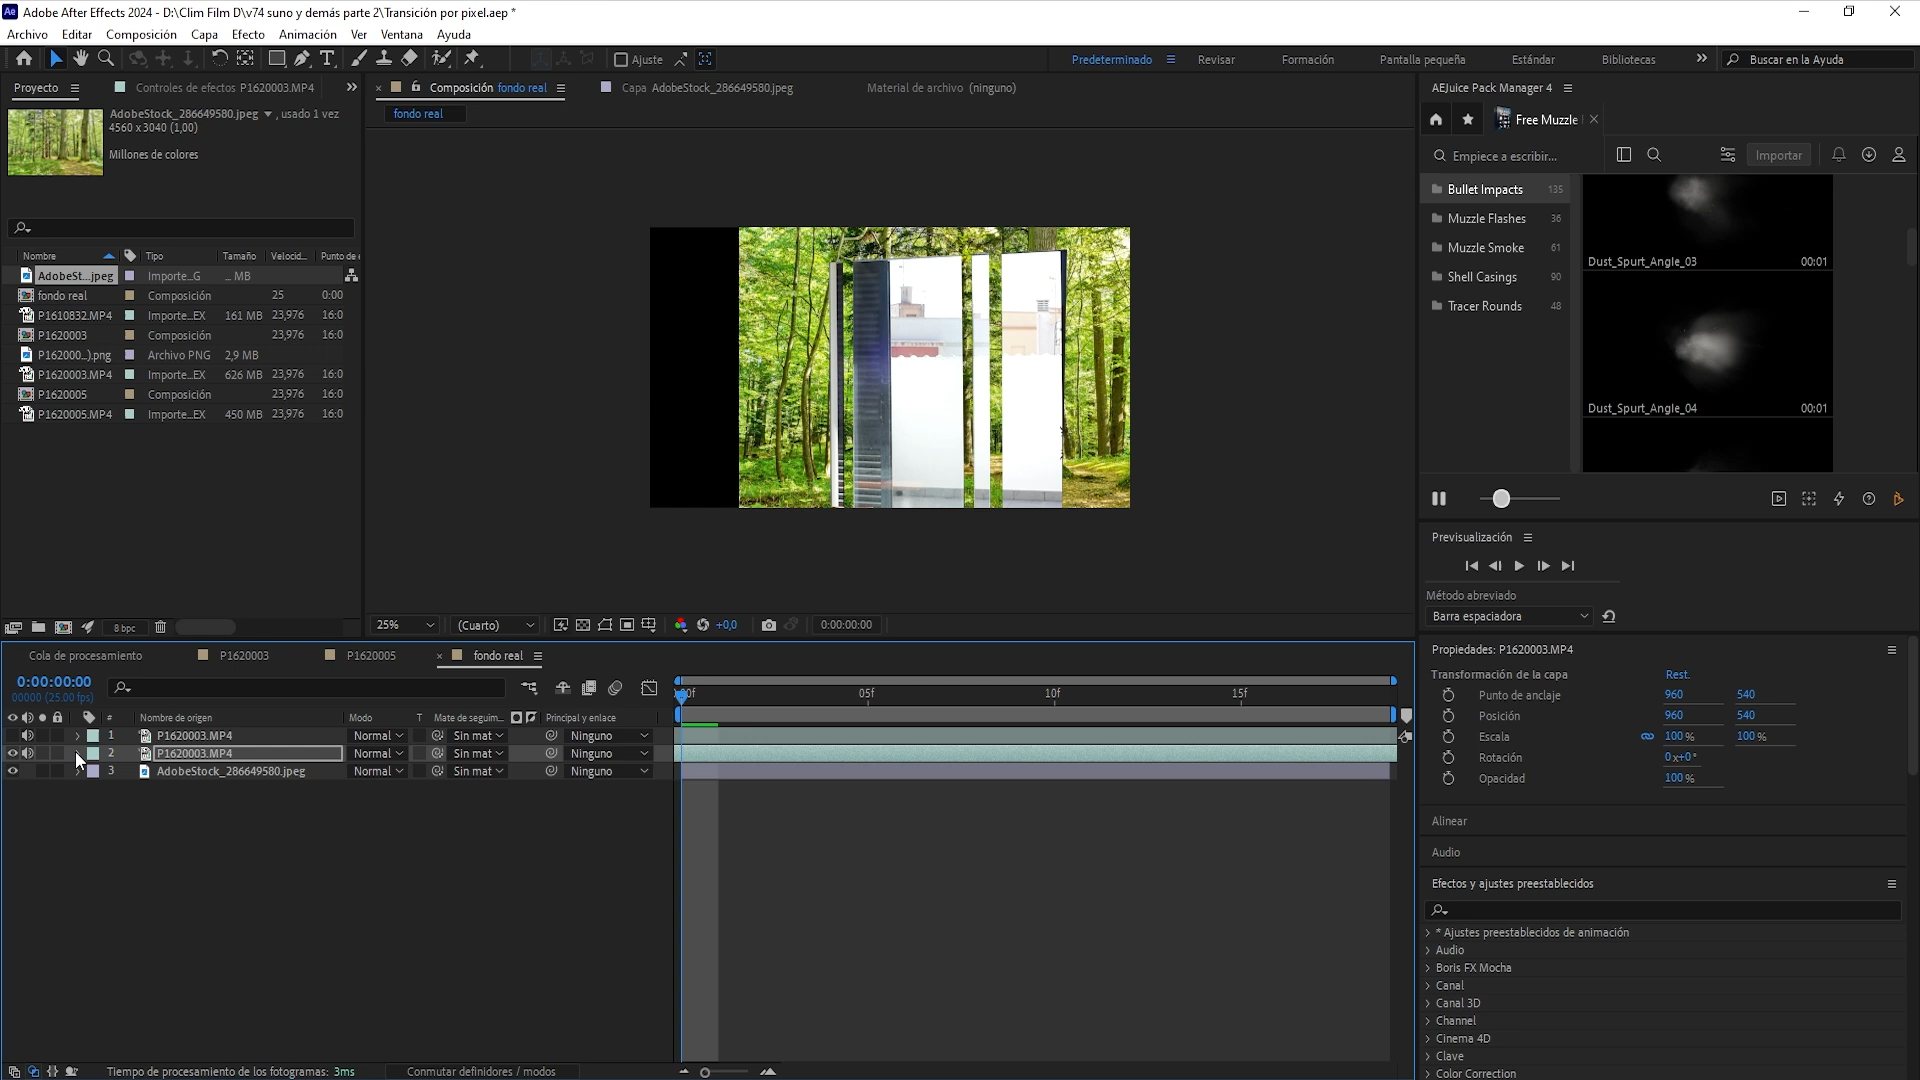 Adobe After Effects 2024 - D:\Clim Film D\v74 suno y demás parte 2\Transición por pixel.aep *
Archivo Editar Composición Capa Efecto Animación Ver Ventana Ayuda
Ajuste
Predeterminado Revisar Formación Pantalla pequeña Estándar Bibliotecas Buscar en la Ayuda
Proyecto Controles de efectos P1620003.MP4
Composición fondo real Capa AdobeStock_286649580.jpeg Material de archivo (ninguno)
fondo real
AdobeStock_286649580.jpeg , usado 1 vez
4560 x 3040 (1,00)
Millones de colores
Nombre Tipo Tamaño Velocid... Punto de e
AdobeSt...jpeg Importe...G ... MB
fondo real Composición 25 0:00
P1610832.MP4 Importe...EX 161 MB 23,976 16:0
P1620003 Composición 23,976 16:0
P162000...).png Archivo PNG 2,9 MB
P1620003.MP4 Importe...EX 626 MB 23,976 16:0
P1620005 Composición 23,976 16:0
P1620005.MP4 Importe...EX 450 MB 23,976 16:0
8 bpc
25% (Cuarto) +0,0 0:00:00:00
AEJuice Pack Manager 4
Free Muzzle
Empiece a escribir...
Importar
Bullet Impacts 135
Muzzle Flashes 36
Muzzle Smoke 61
Shell Casings 90
Tracer Rounds 48
Dust_Spurt_Angle_03 00:01
Dust_Spurt_Angle_04 00:01
Previsualización
Método abreviado
Barra espaciadora
Propiedades: P1620003.MP4
Transformación de la capa Rest.
Punto de anclaje 960 540
Posición 960 540
Escala 100 % 100 %
Rotación 0x+0°
Opacidad 100 %
Alinear
Audio
Efectos y ajustes preestablecidos
* Ajustes preestablecidos de animación
Audio
Boris FX Mocha
Canal
Canal 3D
Channel
Cinema 4D
Clave
Color Correction
Cola de procesamiento P1620003 P1620005 fondo real
0:00:00:00
00000 (25.00 fps)
05f 10f 15f
# Nombre de origen Modo T Mate de seguim... Principal y enlace
1 P1620003.MP4 Normal Sin mat Ninguno
2 P1620003.MP4 Normal Sin mat Ninguno
3 AdobeStock_286649580.jpeg Normal Sin mat Ninguno
Tiempo de procesamiento de los fotogramas: 3ms Conmutar definidores / modos